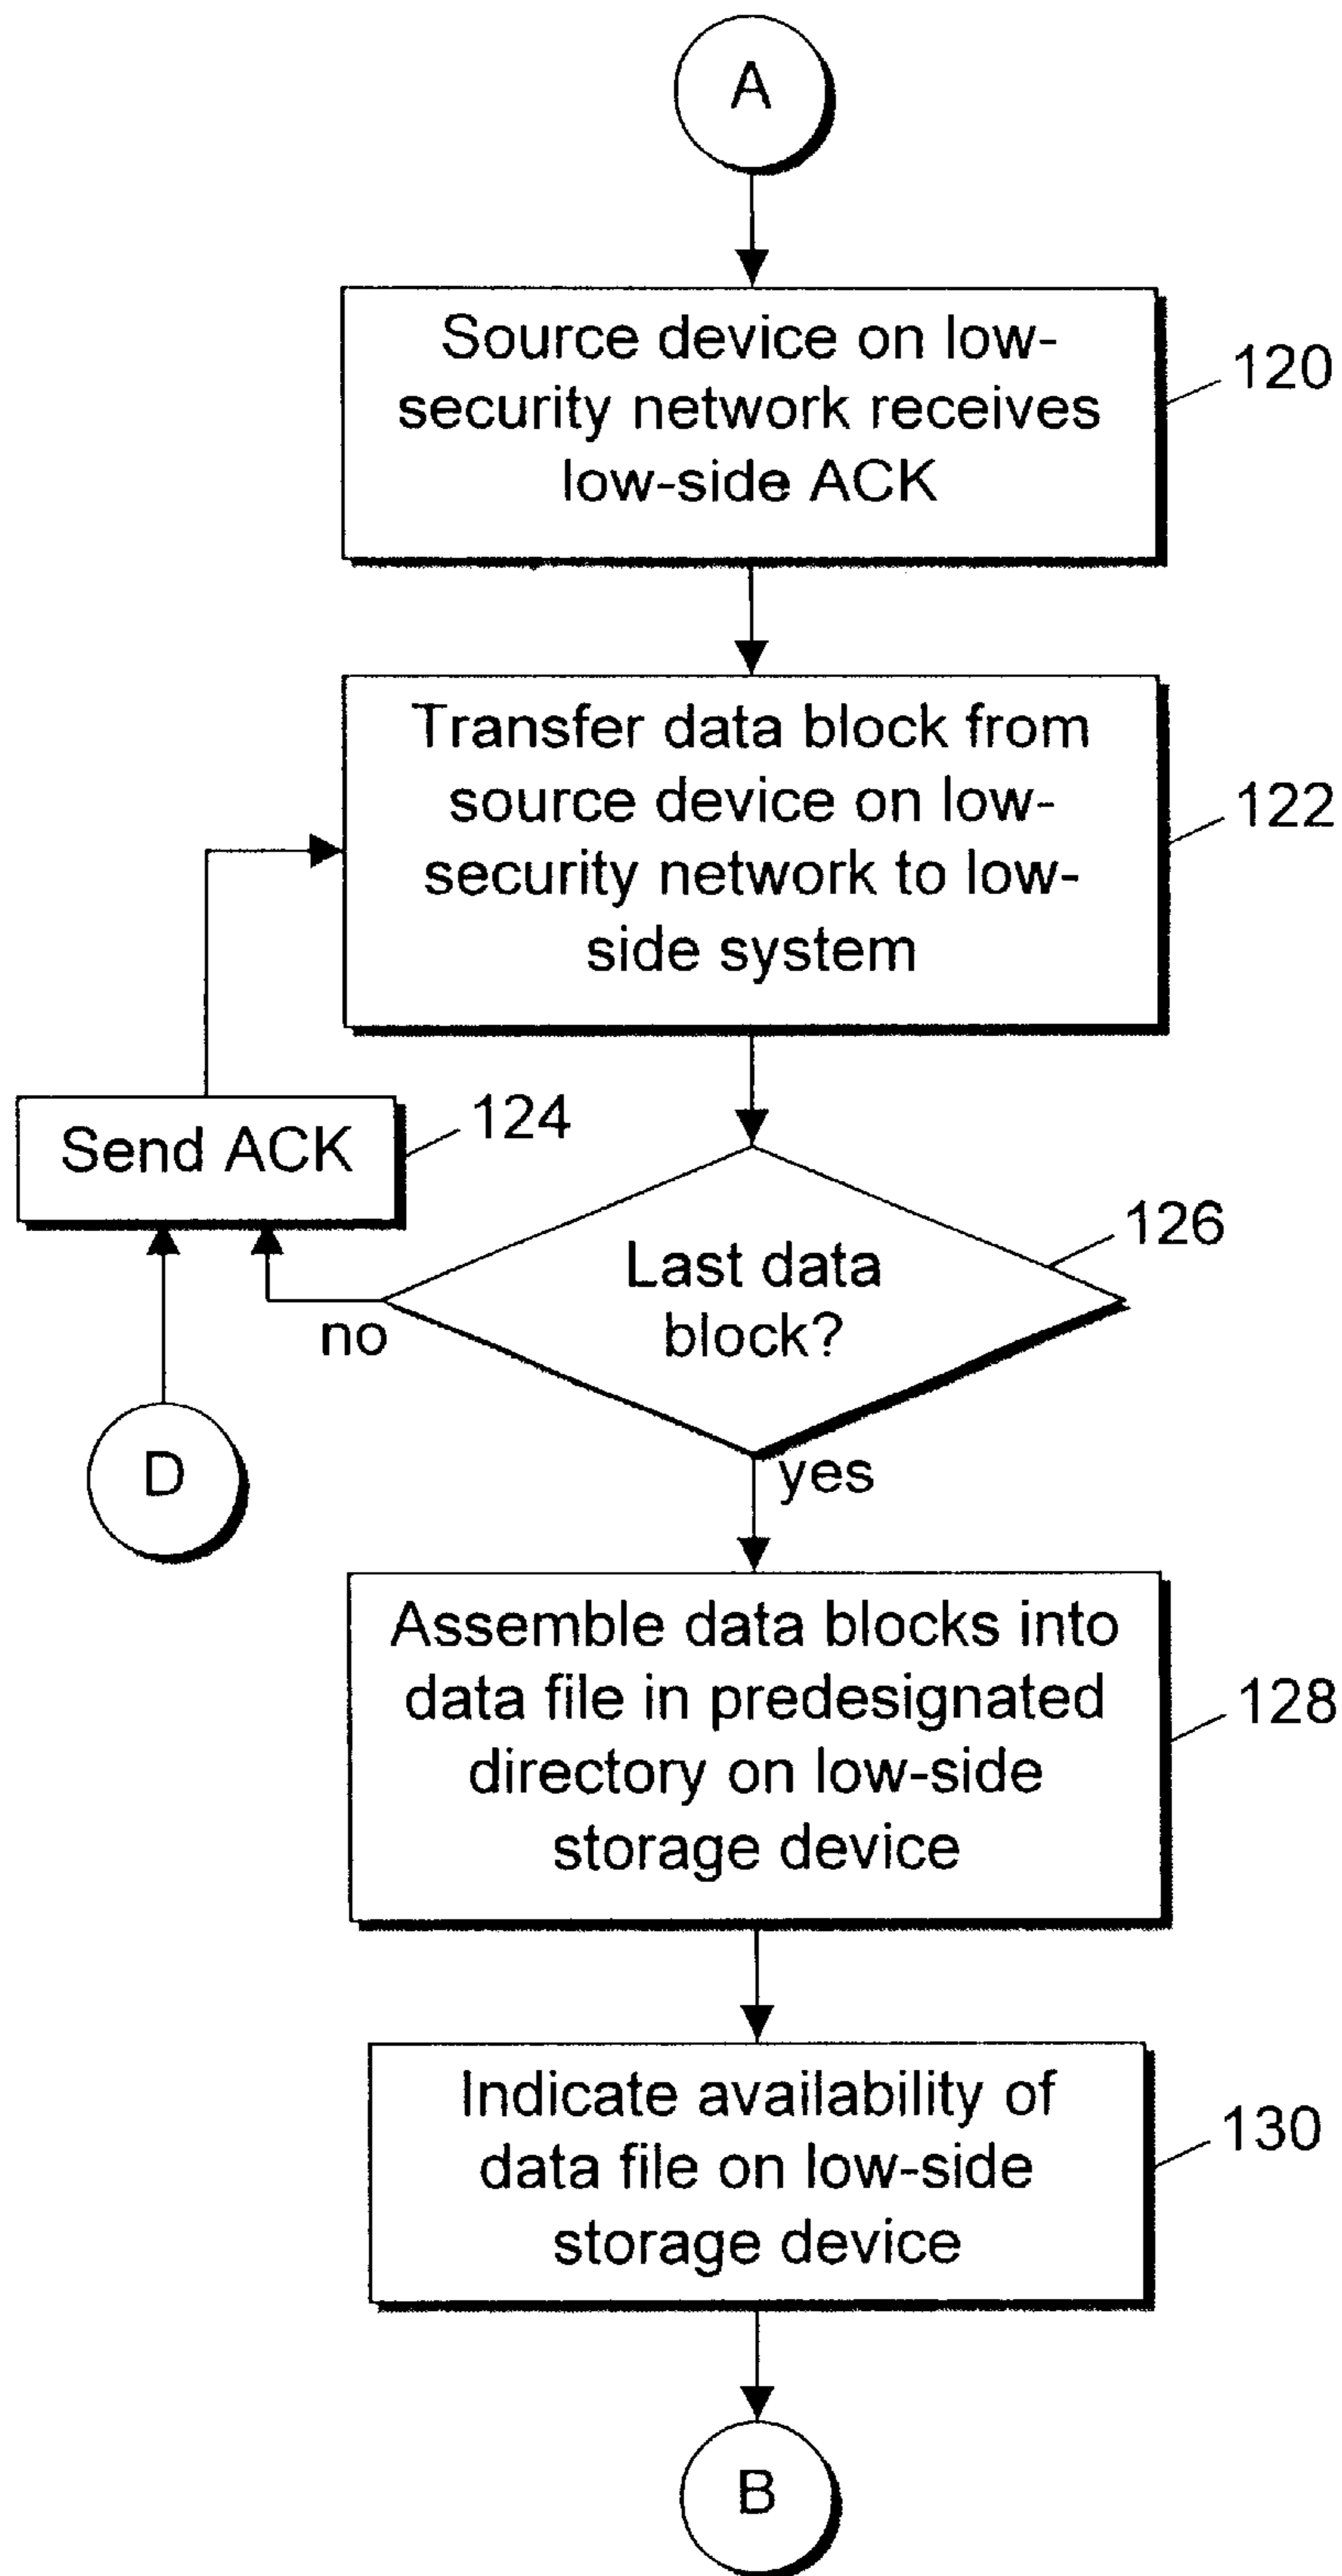 A
Source device on low-
security network receives
low-side ACK
120
Transfer data block from
source device on low-
security network to low-
side system
122
Send ACK
124
Last data
block?
126
no
D
yes
Assemble data blocks into
data file in predesignated
directory on low-side
storage device
128
Indicate availability of
data file on low-side
storage device
130
B